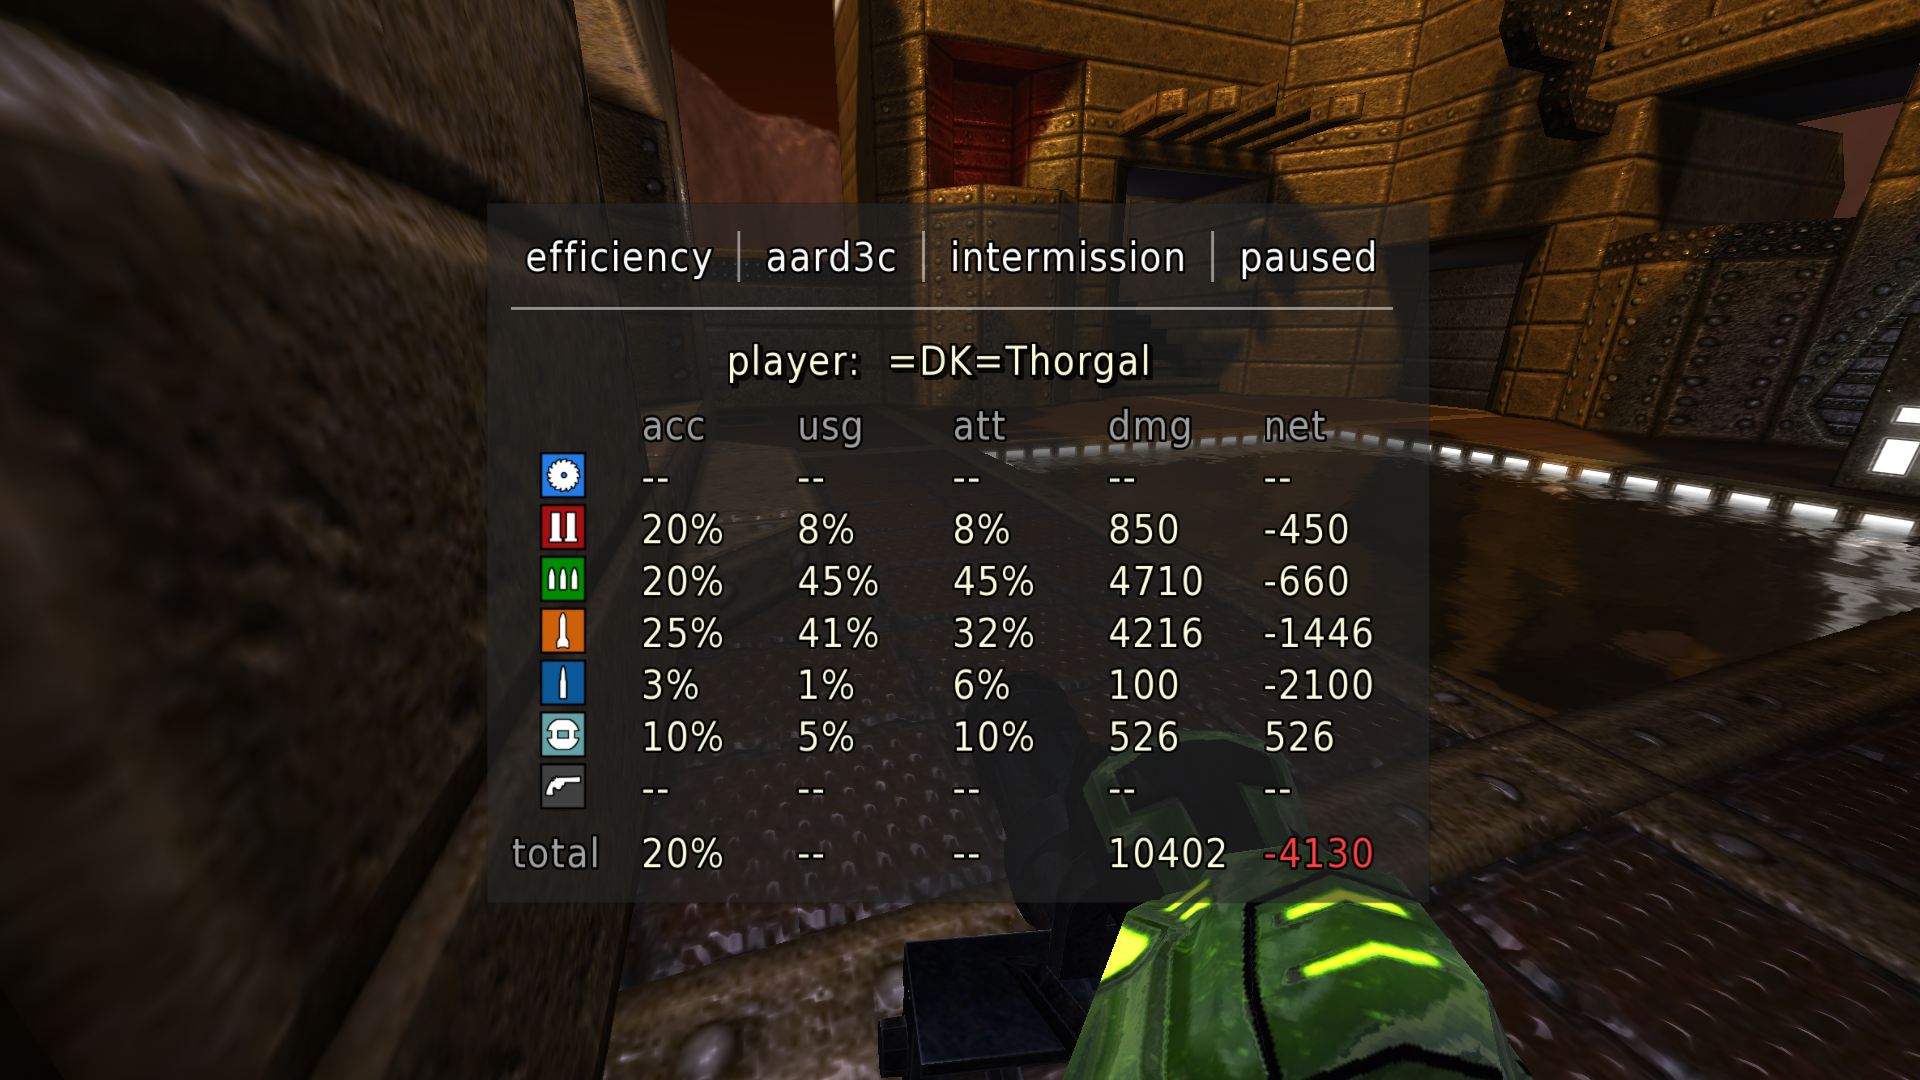 efficiency | aard3c | intermission | paused
player: =DK=Thorgal
acc usg att dmg net
-- -- -- -- --
20% 8% 8% 850 -450
20% 45% 45% 4710 -660
25% 41% 32% 4216 -1446
3% 1% 6% 100 -2100
10% 5% 10% 526 526
-- -- -- -- --
total 20% -- -- 10402 -4130